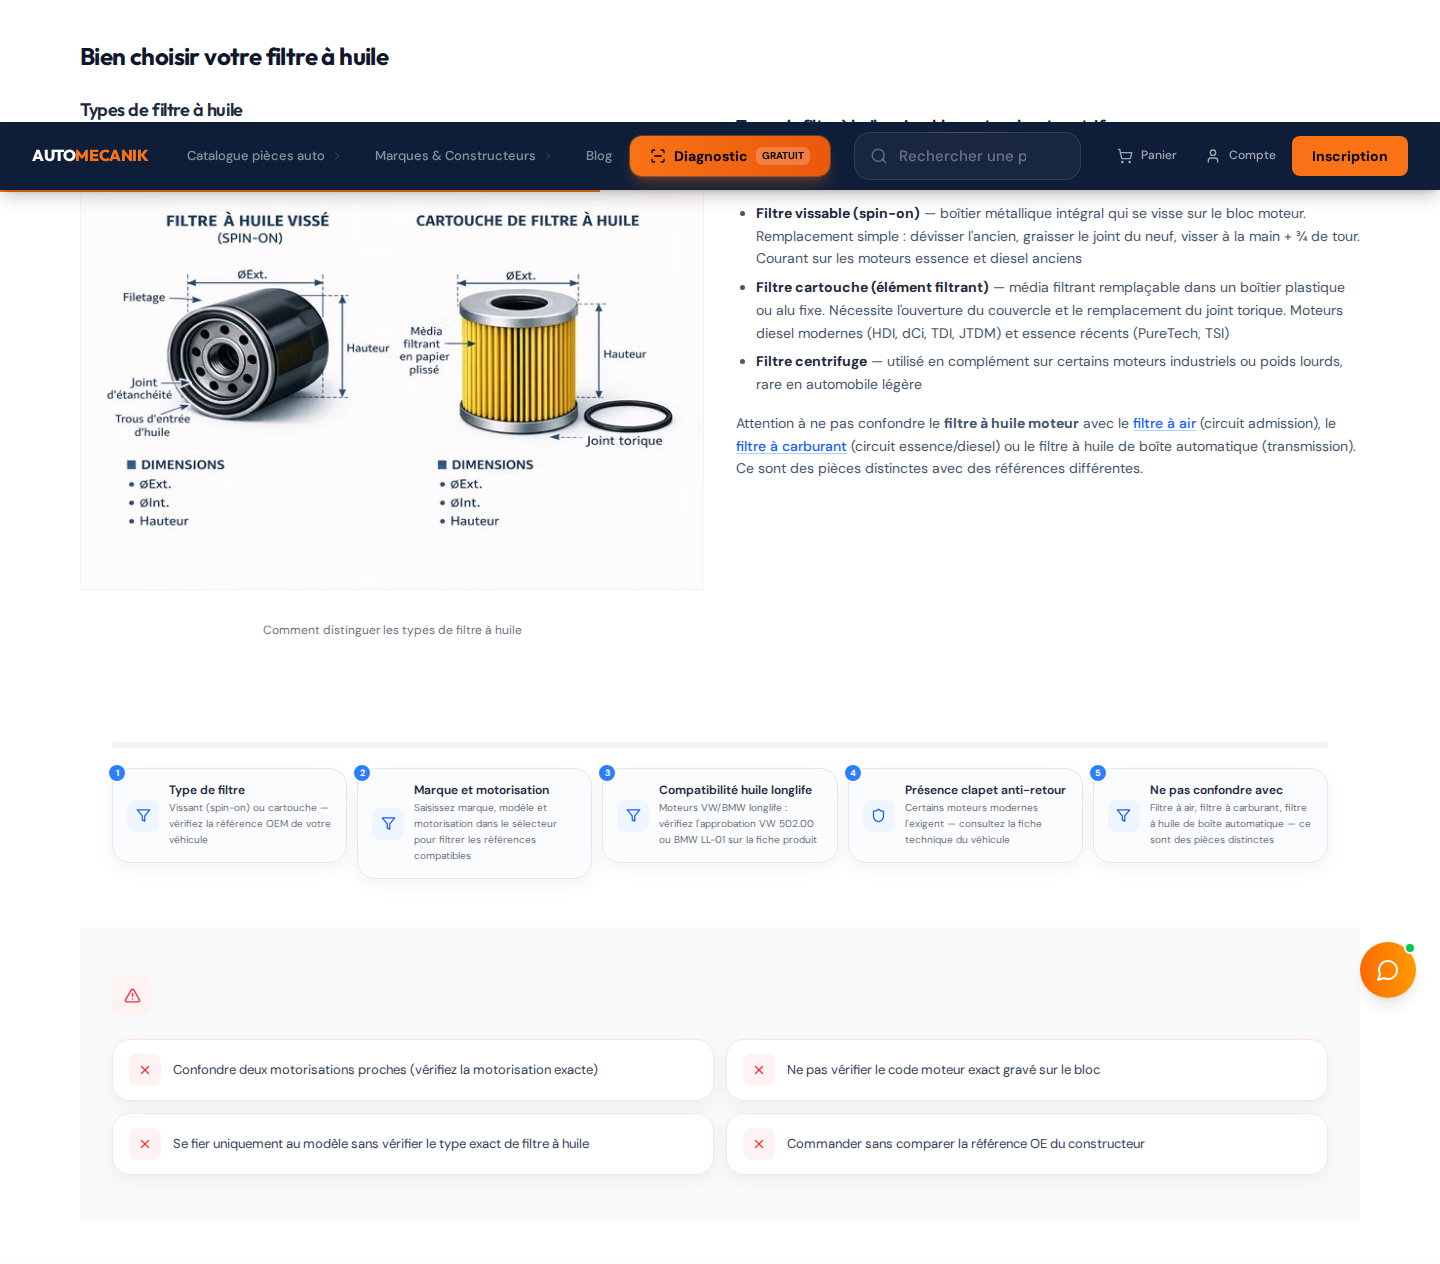 Bien choisir votre filtre à huile
Types de filtre à huile
AUTOMECANIK
Catalogue pièces auto
Marques & Constructeurs
Blog
Diagnostic GRATUIT
Rechercher une p
Panier
Compte
Inscription
FILTRE À HUILE VISSÉ
(SPIN-ON)
øExt.
Filetage
Hauteur
Joint
d'étanchéité
Trous d'entrée
d'huile
■ DIMENSIONS
• øExt.
• øInt.
• Hauteur
CARTOUCHE DE FILTRE À HUILE
øExt.
Mèdia
filtrant
en papier
plissé
Hauteur
Joint torique
■ DIMENSIONS
• øExt.
• øInt.
• Hauteur
Comment distinguer les types de filtre à huile
• Filtre vissable (spin-on) — boîtier métallique intégral qui se visse sur le bloc moteur.
Remplacement simple : dévisser l'ancien, graisser le joint du neuf, visser à la main + ¾ de tour.
Courant sur les moteurs essence et diesel anciens
• Filtre cartouche (élément filtrant) — média filtrant remplaçable dans un boîtier plastique
ou alu fixe. Nécessite l'ouverture du couvercle et le remplacement du joint torique. Moteurs
diesel modernes (HDI, dCi, TDI, JTDM) et essence récents (PureTech, TSI)
• Filtre centrifuge — utilisé en complément sur certains moteurs industriels ou poids lourds,
rare en automobile légère
Attention à ne pas confondre le filtre à huile moteur avec le filtre à air (circuit admission), le
filtre à carburant (circuit essence/diesel) ou le filtre à huile de boîte automatique (transmission).
Ce sont des pièces distinctes avec des références différentes.
1
Type de filtre
Vissant (spin-on) ou cartouche —
vérifiez la référence OEM de votre
véhicule
2
Marque et motorisation
Saisissez marque, modèle et
motorisation dans le sélecteur
pour filtrer les références
compatibles
3
Compatibilité huile longlife
Moteurs VW/BMW longlife :
vérifiez l'approbation VW 502.00
ou BMW LL-01 sur la fiche produit
4
Présence clapet anti-retour
Certains moteurs modernes
l'exigent — consultez la fiche
technique du véhicule
5
Ne pas confondre avec
Filtre à air, filtre à carburant, filtre
à huile de boîte automatique — ce
sont des pièces distinctes
Confondre deux motorisations proches (vérifiez la motorisation exacte)
Ne pas vérifier le code moteur exact gravé sur le bloc
Se fier uniquement au modèle sans vérifier le type exact de filtre à huile
Commander sans comparer la référence OE du constructeur